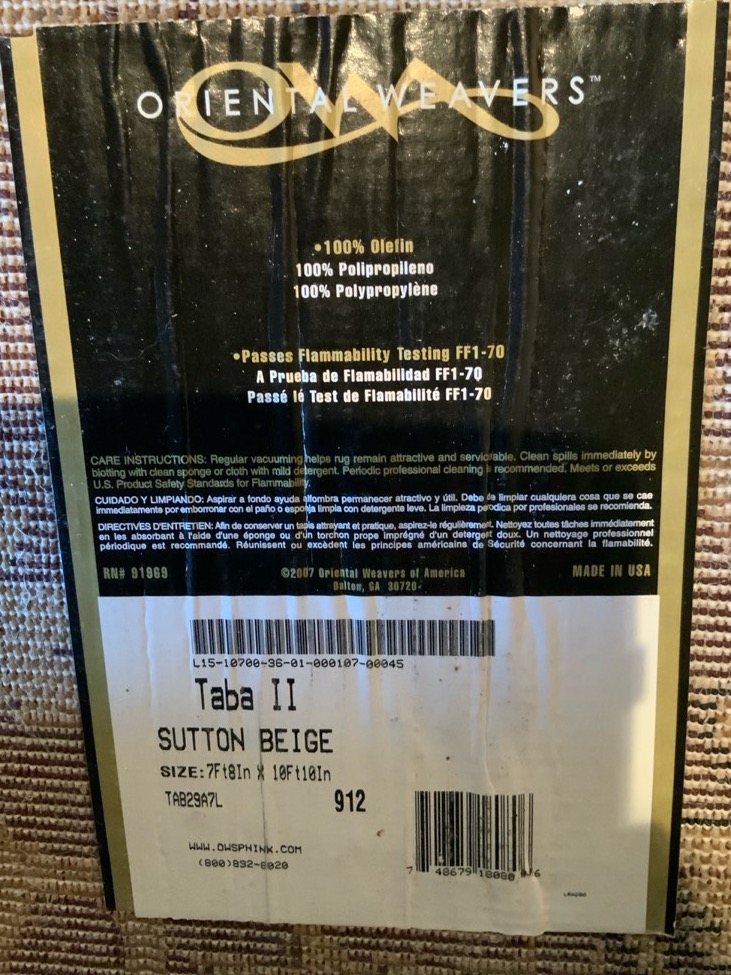 ORIENTAL WEAVERS™
•100% Olefin
100% Polipropileno
100% Polypropylène
•Passes Flammability Testing FF1-70
A Prueba de Flamabilidad FF1-70
Passé lé Test de Flamabilité FF1-70
CARE INSTRUCTIONS: Regular vacuuming helps rug remain attractive and servicable. Clean spills immediately by
blotting with clean sponge or cloth with mild detergent. Periodic professional cleaning is recommended. Meets or exceeds
U.S. Product Safety Standards for Flammability.
CUIDADO Y LIMPIANDO: Aspirar a fondo ayuda alfombra permanecer atractivo y útil. Debe de limpiar cualquiera cosa que se cae
immediatamente por emborronar con el paño o esponja limpia con detergente leve. La limpieza peródica por profesionales se recomienda.
DIRECTIVES D'ENTRETIEN: Afin de conserver un tapis attrayant et pratique, aspirez-le régulièrement. Nettoyez toutes tâches immédiatement
en les absorbant à l'aide d'une éponge ou d'un torchon propre imprégné d'un detergent doux. Un nettoyage professionnel
périodique est recommandé. Réunissent ou excèdent les principes américains de Sécurité concernant la flamabilité.
RN# 91969 ©2007 Oriental Weavers of America MADE IN USA
Dalton, GA 30720-
L15-10700-36-01-000107-00045
Taba II
SUTTON BEIGE
SIZE:7Ft8In X 10Ft10In
TAB29A7L 912
WWW.OWSPHINX.COM
(800)832-8020
7 48679 18080 6